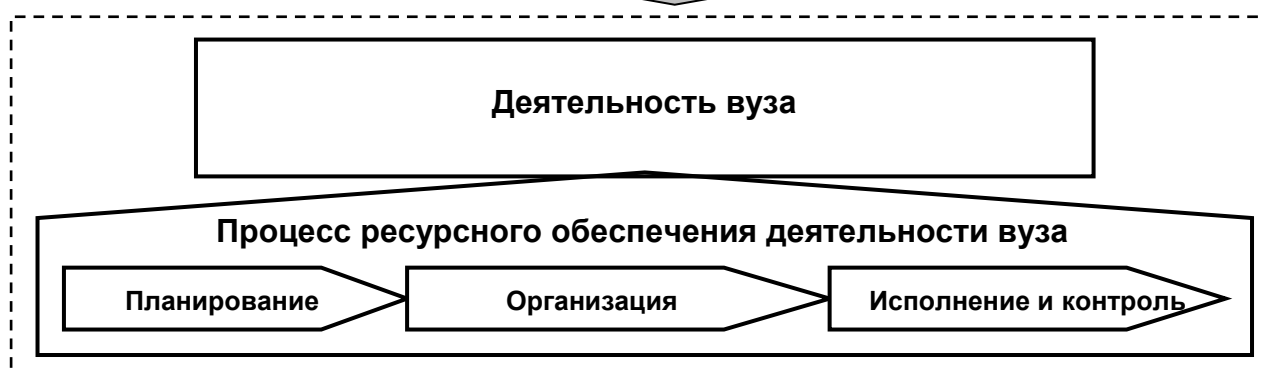 Деятельность вуза
Процесс ресурсного обеспечения деятельности вуза
Планирование
Организация
Исполнение и контроль